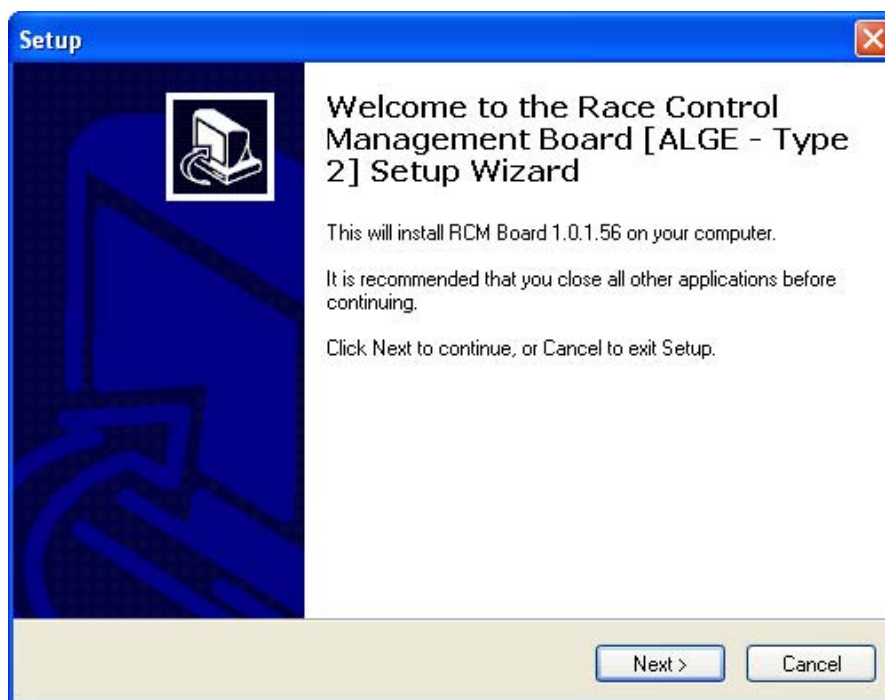 Setup
Welcome to the Race Control
Management Board [ALGE - Type
2] Setup Wizard
This will install RCM Board 1.0.1.56 on your computer.
It is recommended that you close all other applications before
continuing.
Click Next to continue, or Cancel to exit Setup.
Next >
Cancel